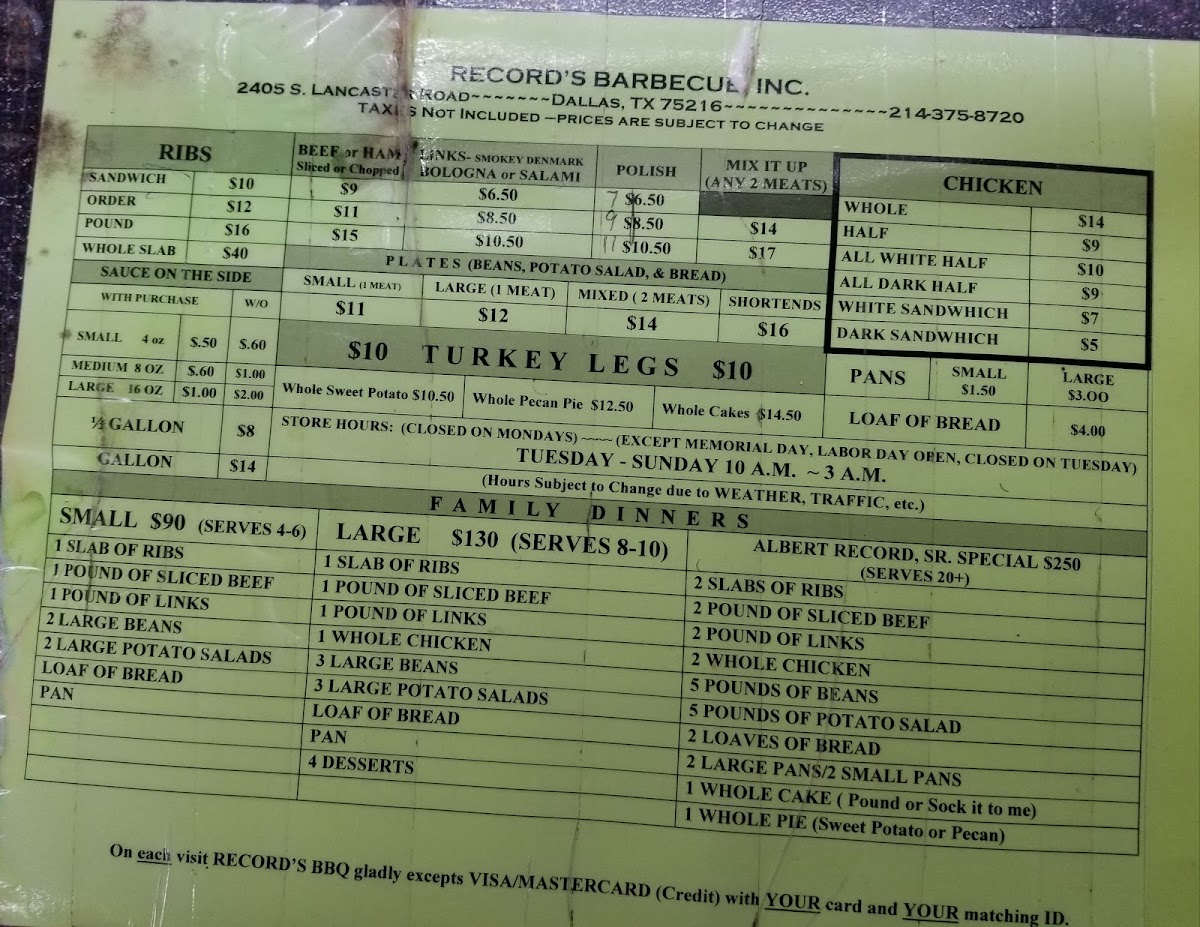 RECORD'S BARBECUE, INC.
2405 S. LANCASTER ROAD~~~~~~~DALLAS, TX 75216~~~~~~~~~~~~~~214-375-8720
TAXES NOT INCLUDED –PRICES ARE SUBJECT TO CHANGE
RIBS
SANDWICH $10
ORDER $12
POUND $16
WHOLE SLAB $40
BEEF or HAM
Sliced or Chopped
$9
$11
$15
LINKS- SMOKEY DENMARK
BOLOGNA or SALAMI
$6.50
$8.50
$10.50
POLISH
7 $6.50
9 $8.50
11 $10.50
MIX IT UP
(ANY 2 MEATS)
$14
$17
CHICKEN
WHOLE $14
HALF $9
ALL WHITE HALF $10
ALL DARK HALF $9
WHITE SANDWHICH $7
DARK SANDWHICH $5
SAUCE ON THE SIDE
WITH PURCHASE W/O
SMALL 4 oz $.50 $.60
MEDIUM 8 OZ $.60 $1.00
LARGE 16 OZ $1.00 $2.00
½ GALLON $8
GALLON $14
PLATES (BEANS, POTATO SALAD, & BREAD)
SMALL (1 MEAT) LARGE (1 MEAT) MIXED ( 2 MEATS) SHORTENDS
$11 $12 $14 $16
$10 TURKEY LEGS $10
Whole Sweet Potato $10.50 Whole Pecan Pie $12.50 Whole Cakes $14.50
PANS SMALL LARGE
$1.50 $3.OO
LOAF OF BREAD $4.00
STORE HOURS: (CLOSED ON MONDAYS) ~~~~ (EXCEPT MEMORIAL DAY, LABOR DAY OPEN, CLOSED ON TUESDAY)
TUESDAY - SUNDAY 10 A.M. ~ 3 A.M.
(Hours Subject to Change due to WEATHER, TRAFFIC, etc.)
FAMILY DINNERS
SMALL $90 (SERVES 4-6)
1 SLAB OF RIBS
1 POUND OF SLICED BEEF
1 POUND OF LINKS
2 LARGE BEANS
2 LARGE POTATO SALADS
LOAF OF BREAD
PAN
LARGE $130 (SERVES 8-10)
1 SLAB OF RIBS
1 POUND OF SLICED BEEF
1 POUND OF LINKS
1 WHOLE CHICKEN
3 LARGE BEANS
3 LARGE POTATO SALADS
LOAF OF BREAD
PAN
4 DESSERTS
ALBERT RECORD, SR. SPECIAL $250
(SERVES 20+)
2 SLABS OF RIBS
2 POUND OF SLICED BEEF
2 POUND OF LINKS
2 WHOLE CHICKEN
5 POUNDS OF BEANS
5 POUNDS OF POTATO SALAD
2 LOAVES OF BREAD
2 LARGE PANS/2 SMALL PANS
1 WHOLE CAKE ( Pound or Sock it to me)
1 WHOLE PIE (Sweet Potato or Pecan)
On each visit RECORD'S BBQ gladly excepts VISA/MASTERCARD (Credit) with YOUR card and YOUR matching ID.